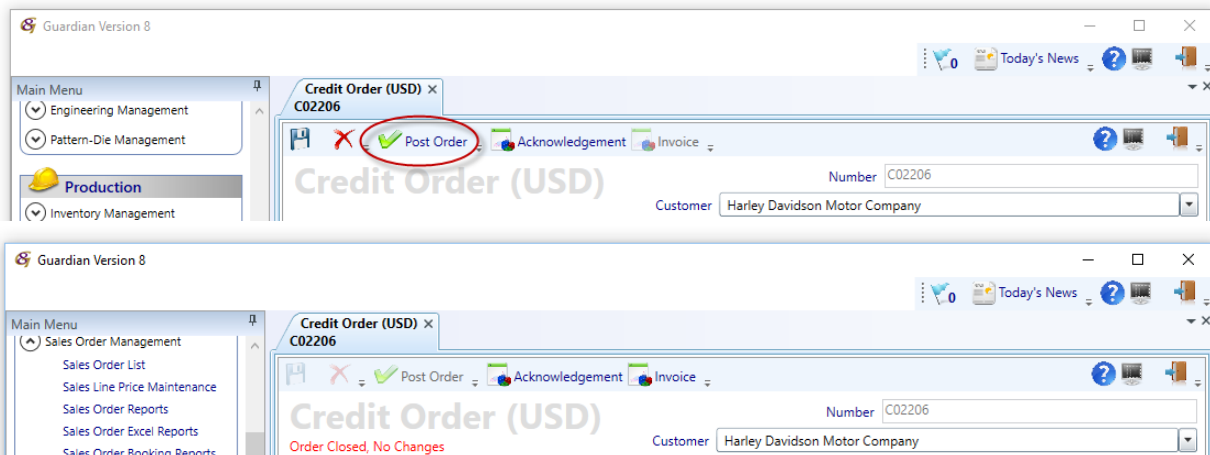 Guardian Version 8
0 Today's News
Main Menu
Engineering Management
Pattern-Die Management
Production
Inventory Management
Credit Order (USD)
C02206
Post Order Acknowledgement Invoice
Credit Order (USD)
Number C02206
Customer Harley Davidson Motor Company
Guardian Version 8
0 Today's News
Main Menu
Sales Order Management
Sales Order List
Sales Line Price Maintenance
Sales Order Reports
Sales Order Excel Reports
Sales Order Booking Reports
Credit Order (USD)
C02206
Post Order Acknowledgement Invoice
Credit Order (USD)
Order Closed, No Changes
Number C02206
Customer Harley Davidson Motor Company